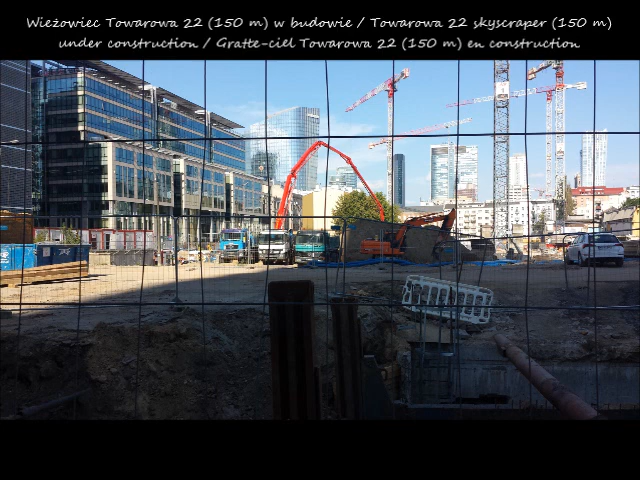 Wieżowiec Towarowa 22 (150 m) w budowie / Towarowa 22 skyscraper (150 m)
under construction / Gratte-ciel Towarowa 22 (150 m) en construction